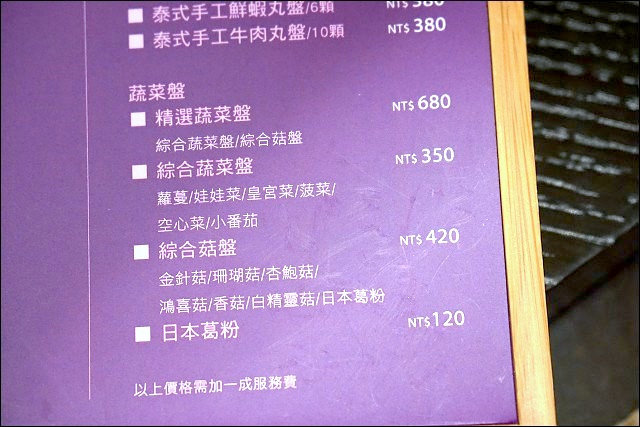 ■ 泰式手工鮮蝦丸盤/6顆 NT$ 380
■ 泰式手工牛肉丸盤/10顆 NT$ 380
蔬菜盤
■ 精選蔬菜盤 NT$ 680
綜合蔬菜盤/綜合菇盤
■ 綜合蔬菜盤 NT$ 350
蘿蔓/娃娃菜/皇宮菜/菠菜/
空心菜/小番茄
■ 綜合菇盤 NT$ 420
金針菇/珊瑚菇/杏鮑菇/
鴻喜菇/香菇/白精靈菇/日本葛粉
■ 日本葛粉 NT$120
以上價格需加一成服務費